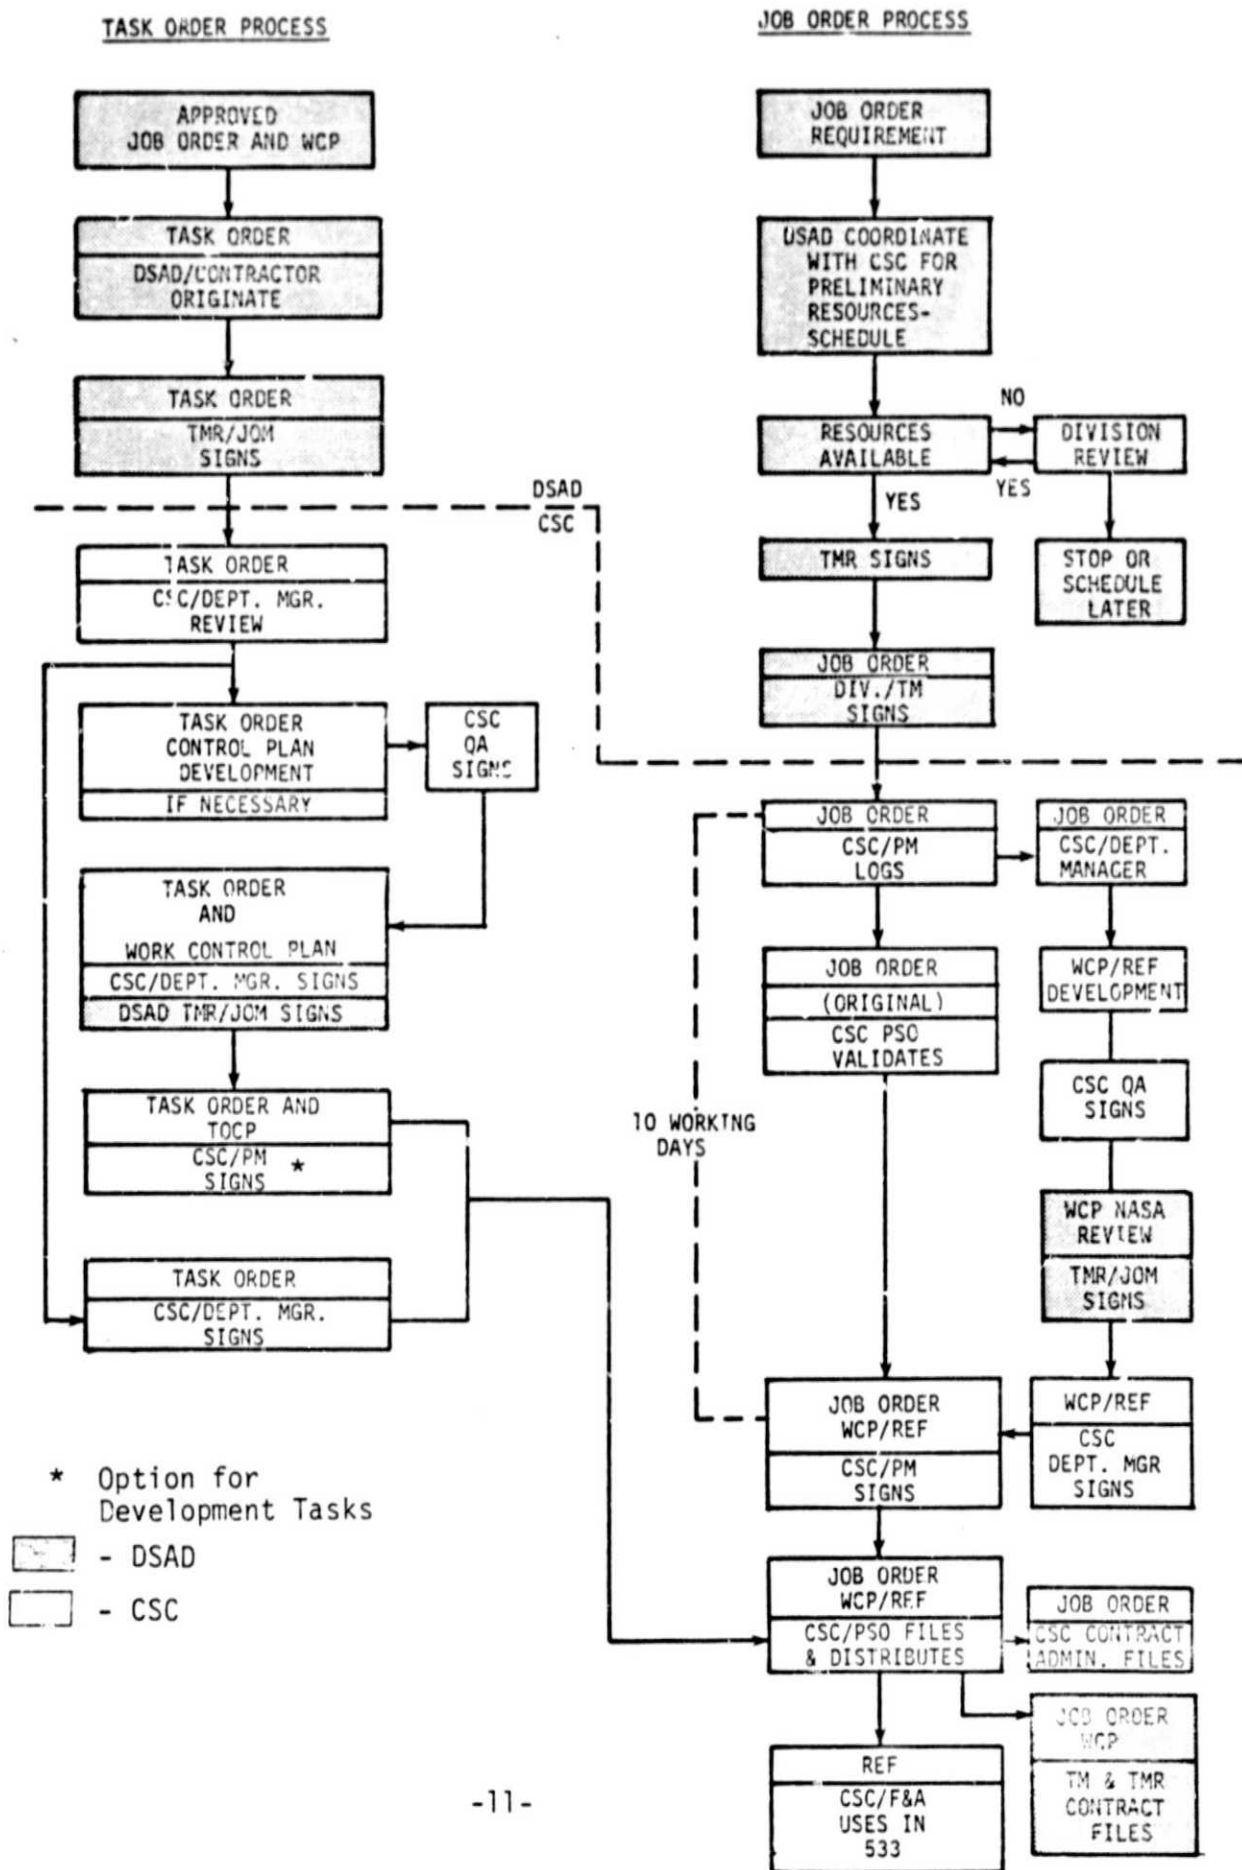 TASK ORDER PROCESS
APPROVED
JOB ORDER AND WCP
TASK ORDER
DSAD/CONTRACTOR
ORIGINATE
TASK ORDER
TMR/JOM
SIGNS
DSAD
CSC
TASK ORDER
CSC/DEPT. MGR.
REVIEW
TASK ORDER
CONTROL PLAN
DEVELOPMENT
IF NECESSARY
CSC
QA
SIGNS
TASK ORDER
AND
WORK CONTROL PLAN
CSC/DEPT. MGR. SIGNS
DSAD TMR/JOM SIGNS
TASK ORDER AND
TOCP
CSC/PM
SIGNS *
TASK ORDER
CSC/DEPT. MGR.
SIGNS
* Option for
Development Tasks
- DSAD
- CSC
JOB ORDER PROCESS
JOB ORDER
REQUIREMENT
USAD COORDINATE
WITH CSC FOR
PRELIMINARY
RESOURCES-
SCHEDULE
RESOURCES
AVAILABLE
NO
YES
DIVISION
REVIEW
YES
TMR SIGNS
STOP OR
SCHEDULE
LATER
JOB ORDER
DIV./TM
SIGNS
JOB ORDER
CSC/PM
LOGS
JOB ORDER
CSC/DEPT.
MANAGER
JOB ORDER
(ORIGINAL)
CSC PSO
VALIDATES
WCP/REF
DEVELOPMENT
CSC QA
SIGNS
10 WORKING
DAYS
WCP NASA
REVIEW
TMR/JOM
SIGNS
JOB ORDER
WCP/REF
CSC/PM
SIGNS
WCP/REF
CSC
DEPT. MGR
SIGNS
JOB ORDER
WCP/REF
CSC/PSO FILES
& DISTRIBUTES
JOB ORDER
CSC CONTRACT
ADMIN. FILES
JOB ORDER
WCP
TM & TMR
CONTRACT
FILES
REF
CSC/F&A
USES IN
533
-11-